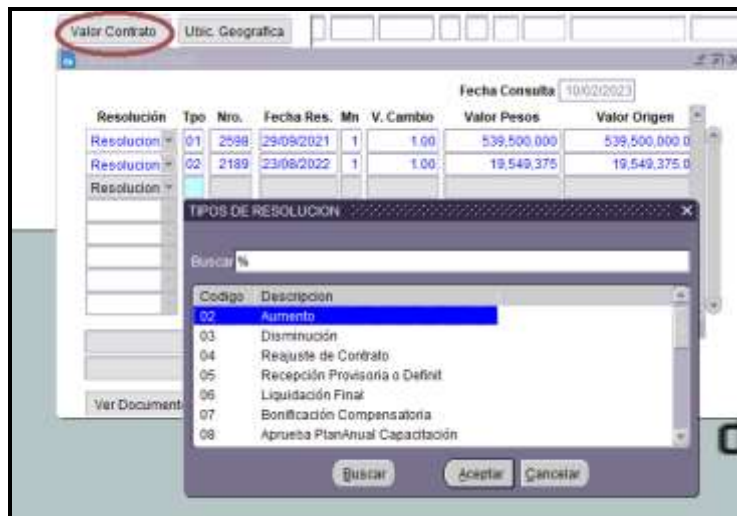 Valor Contrato Ubic. Geografica
Fecha Consulta 10/02/2023
Resolución Tpo Nro. Fecha Res. Mn V. Cambio Valor Pesos Valor Origen
Resolucion 01 2598 29/09/2021 1 1.00 539,500,000 539,500,000.0
Resolucion 02 2189 23/08/2022 1 1.00 19,549,375 19,549,375.0
Resolucion
TIPOS DE RESOLUCION
Buscar %
Codigo Descripcion
02 Aumento
03 Disminución
04 Reajuste de Contrato
05 Recepción Provisoria o Definit
06 Liquidación Final
07 Bonificación Compensatoria
08 Aprueba PlanAnual Capacitación
Ver Document
Buscar Aceptar Cancelar